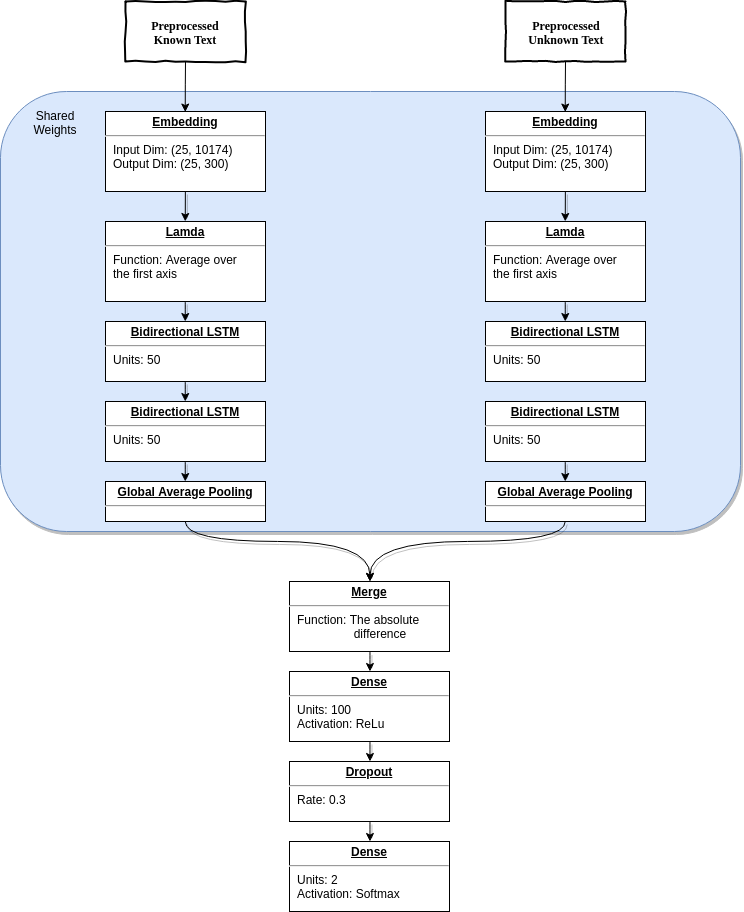 Preprocessed
Known Text
Preprocessed
Unknown Text
Shared
Weights
Embedding
Input Dim: (25, 10174)
Output Dim: (25, 300)
Embedding
Input Dim: (25, 10174)
Output Dim: (25, 300)
Lamda
Function: Average over
the first axis
Lamda
Function: Average over
the first axis
Bidirectional LSTM
Units: 50
Bidirectional LSTM
Units: 50
Bidirectional LSTM
Units: 50
Bidirectional LSTM
Units: 50
Global Average Pooling
Global Average Pooling
Merge
Function: The absolute
difference
Dense
Units: 100
Activation: ReLu
Dropout
Rate: 0.3
Dense
Units: 2
Activation: Softmax